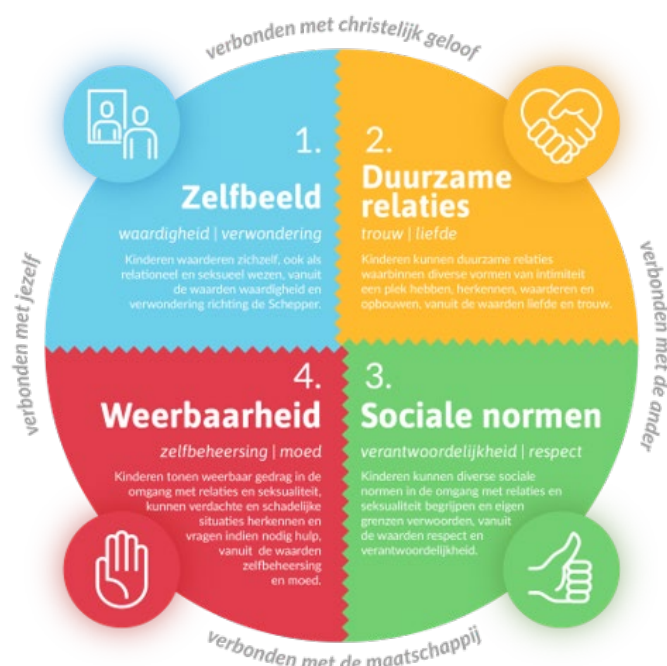 verbonden met christelijk geloof
1.
Zelfbeeld
waardigheid | verwondering
Kinderen waarderen zichzelf, ook als
relationeel en seksueel wezen, vanuit
de waarden waardigheid en
verwondering richting de Schepper.
2.
Duurzame
relaties
trouw | liefde
Kinderen kunnen duurzame relaties
waarbinnen diverse vormen van intimiteit
een plek hebben, herkennen, waarderen en
opbouwen, vanuit de waarden liefde en trouw.
verbonden met jezelf
verbonden met de ander
4.
Weerbaarheid
zelfbeheersing | moed
Kinderen tonen weerbaar gedrag in de
omgang met relaties en seksualiteit,
kunnen verdachte en schadelijke
situaties herkennen en
vragen indien nodig hulp,
vanuit de waarden
zelfbeheersing
en moed.
3.
Sociale normen
verantwoordelijkheid | respect
Kinderen kunnen diverse sociale
normen in de omgang met relaties en
seksualiteit begrijpen en eigen
grenzen verwoorden, vanuit
de waarden respect en
verantwoordelijkheid.
verbonden met de maatschappij